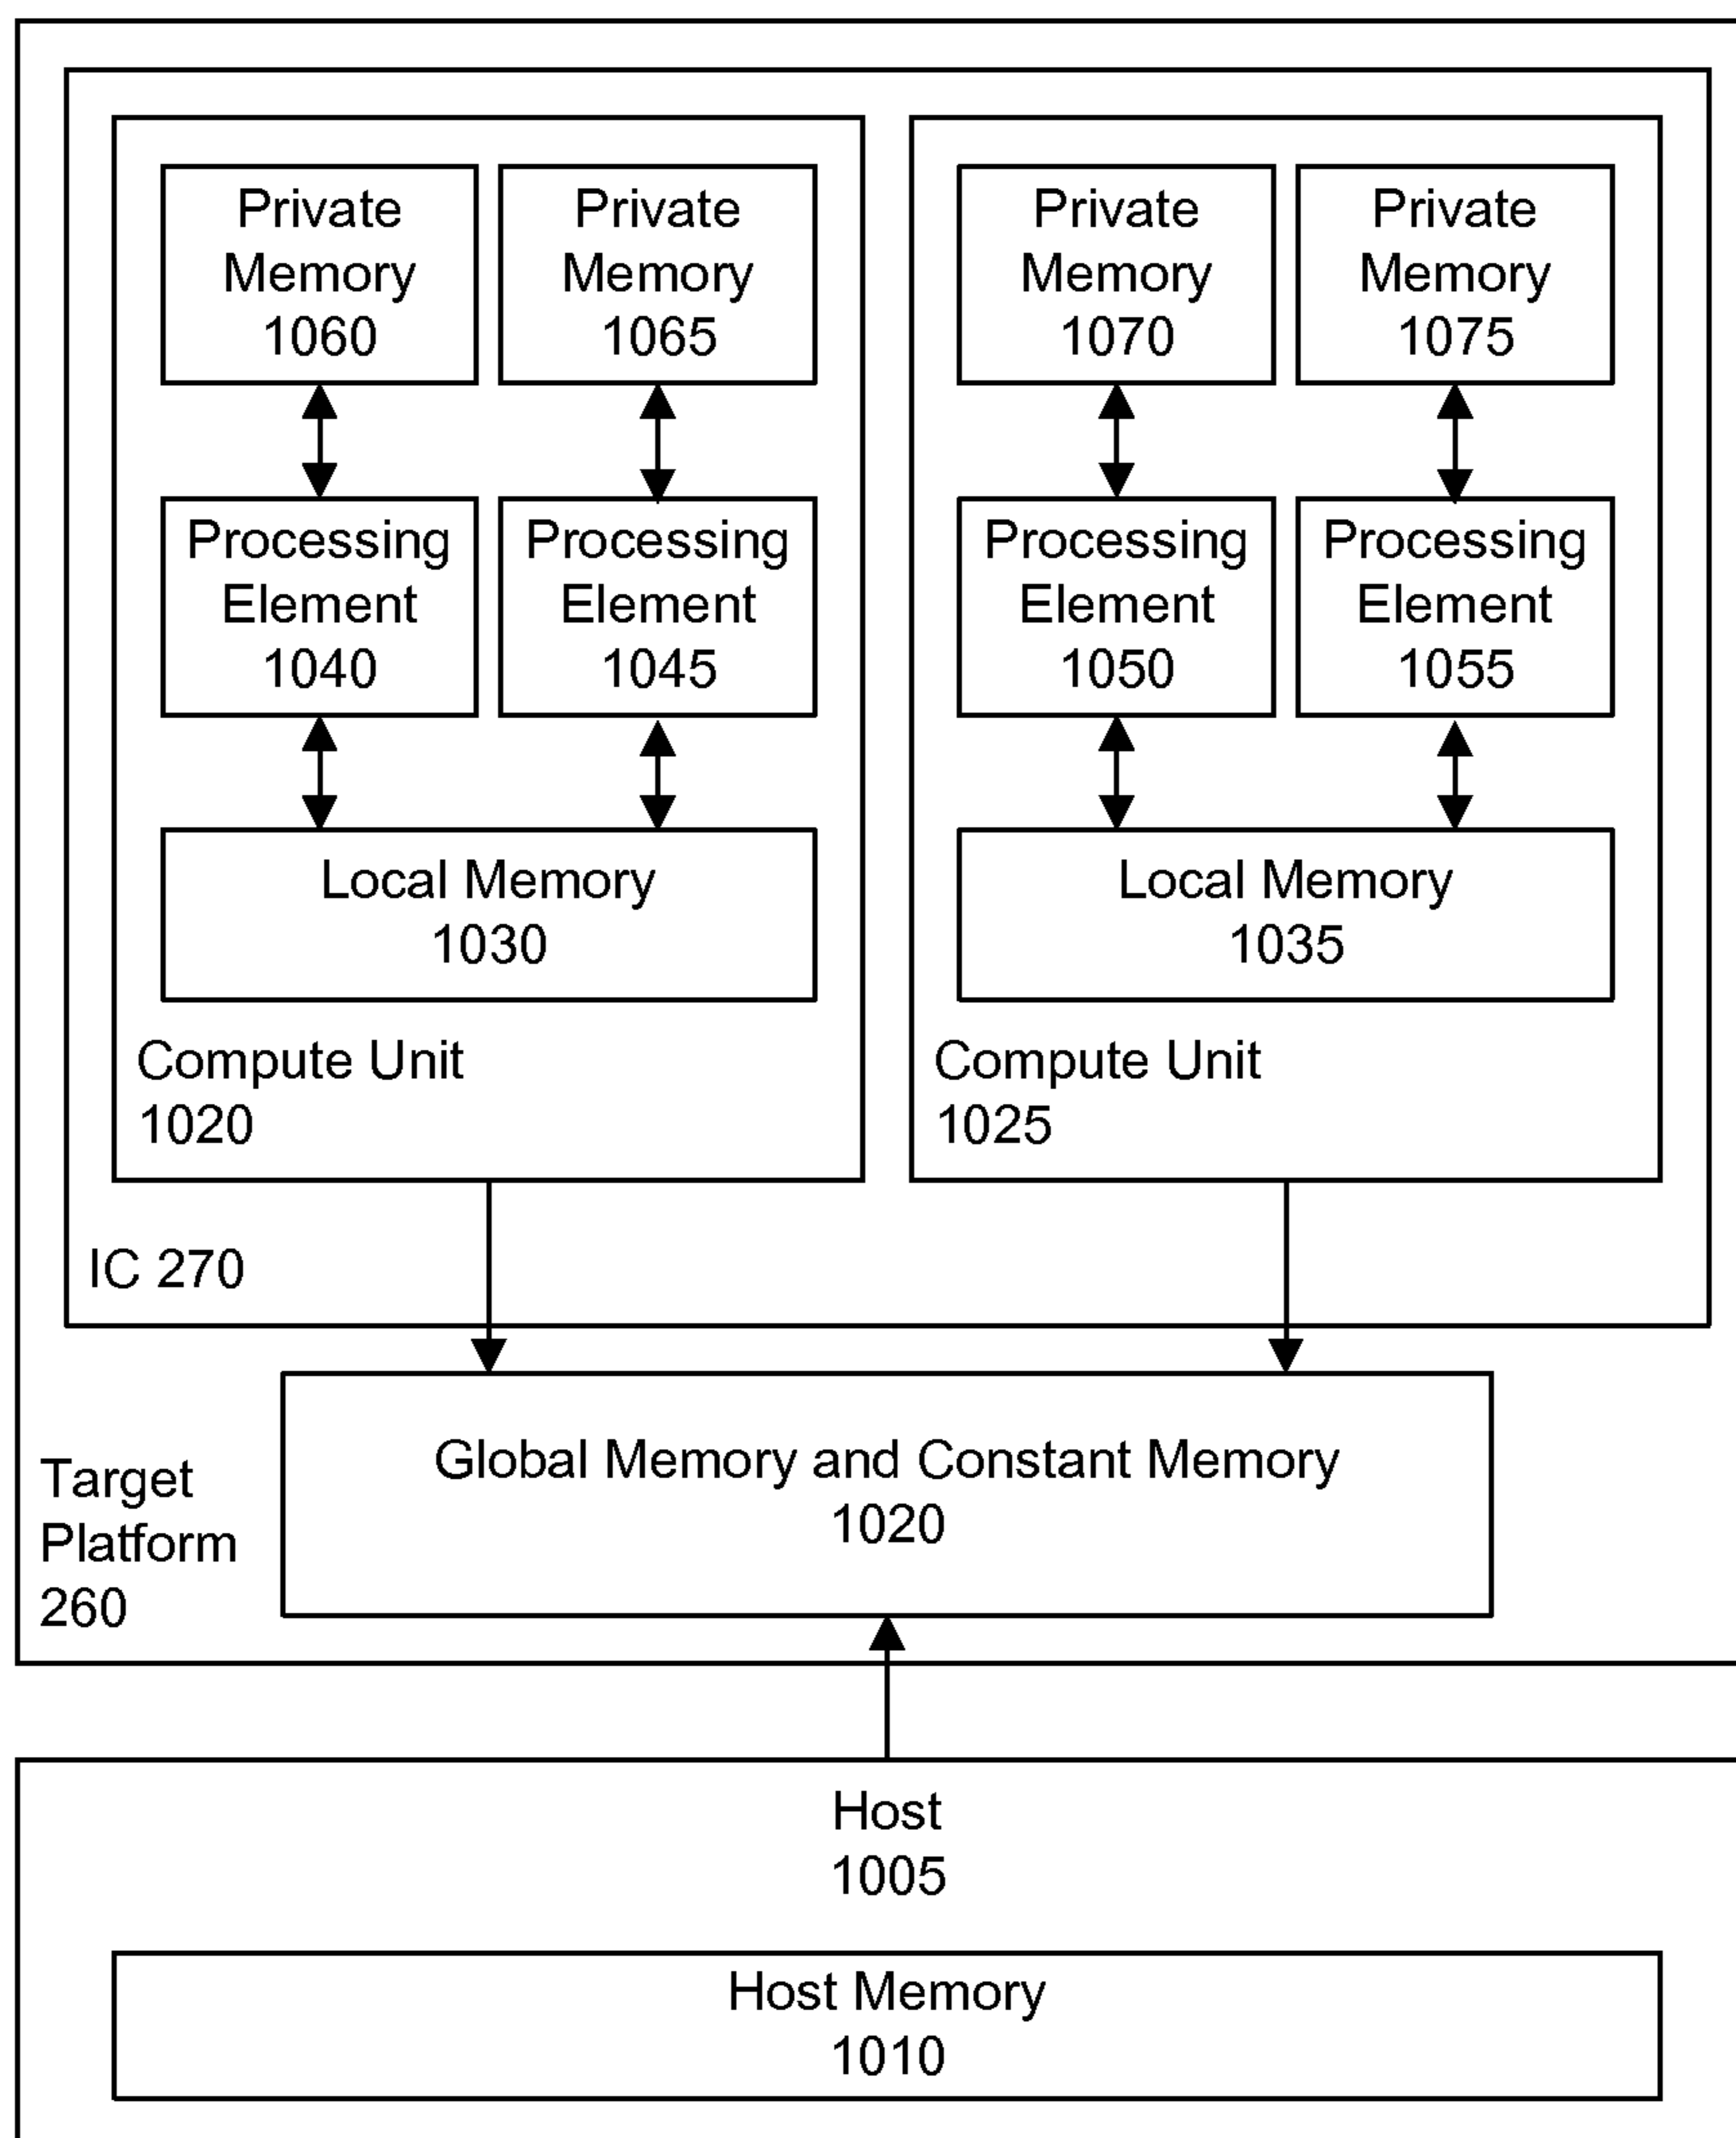 Private
Memory
1060
Private
Memory
1065
Private
Memory
1070
Private
Memory
1075
Processing
Element
1040
Processing
Element
1045
Processing
Element
1050
Processing
Element
1055
Local Memory
1030
Local Memory
1035
Compute Unit
1020
Compute Unit
1025
IC 270
Global Memory and Constant Memory
1020
Target
Platform
260
Host
1005
Host Memory
1010